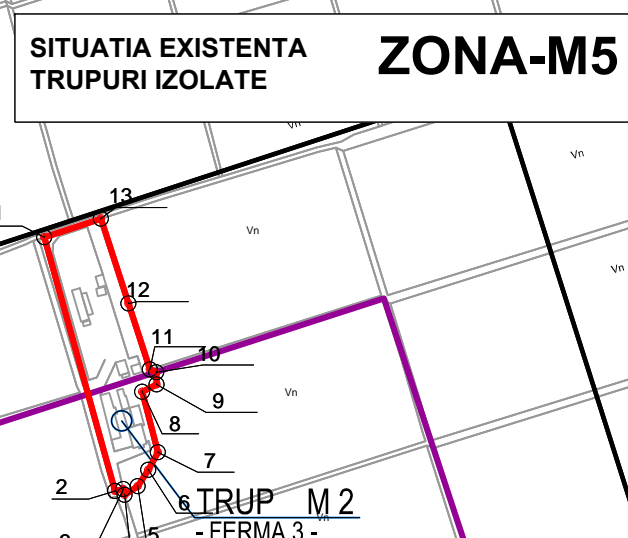 SITUATIA EXISTENTA
TRUPURI IZOLATE
ZONA-M5
Vn
Vn
13
Vn
Vn
12
11
10
Vn
9
8
7
2
6
TRUP M 2
Vn
5
- FERMA 3 -